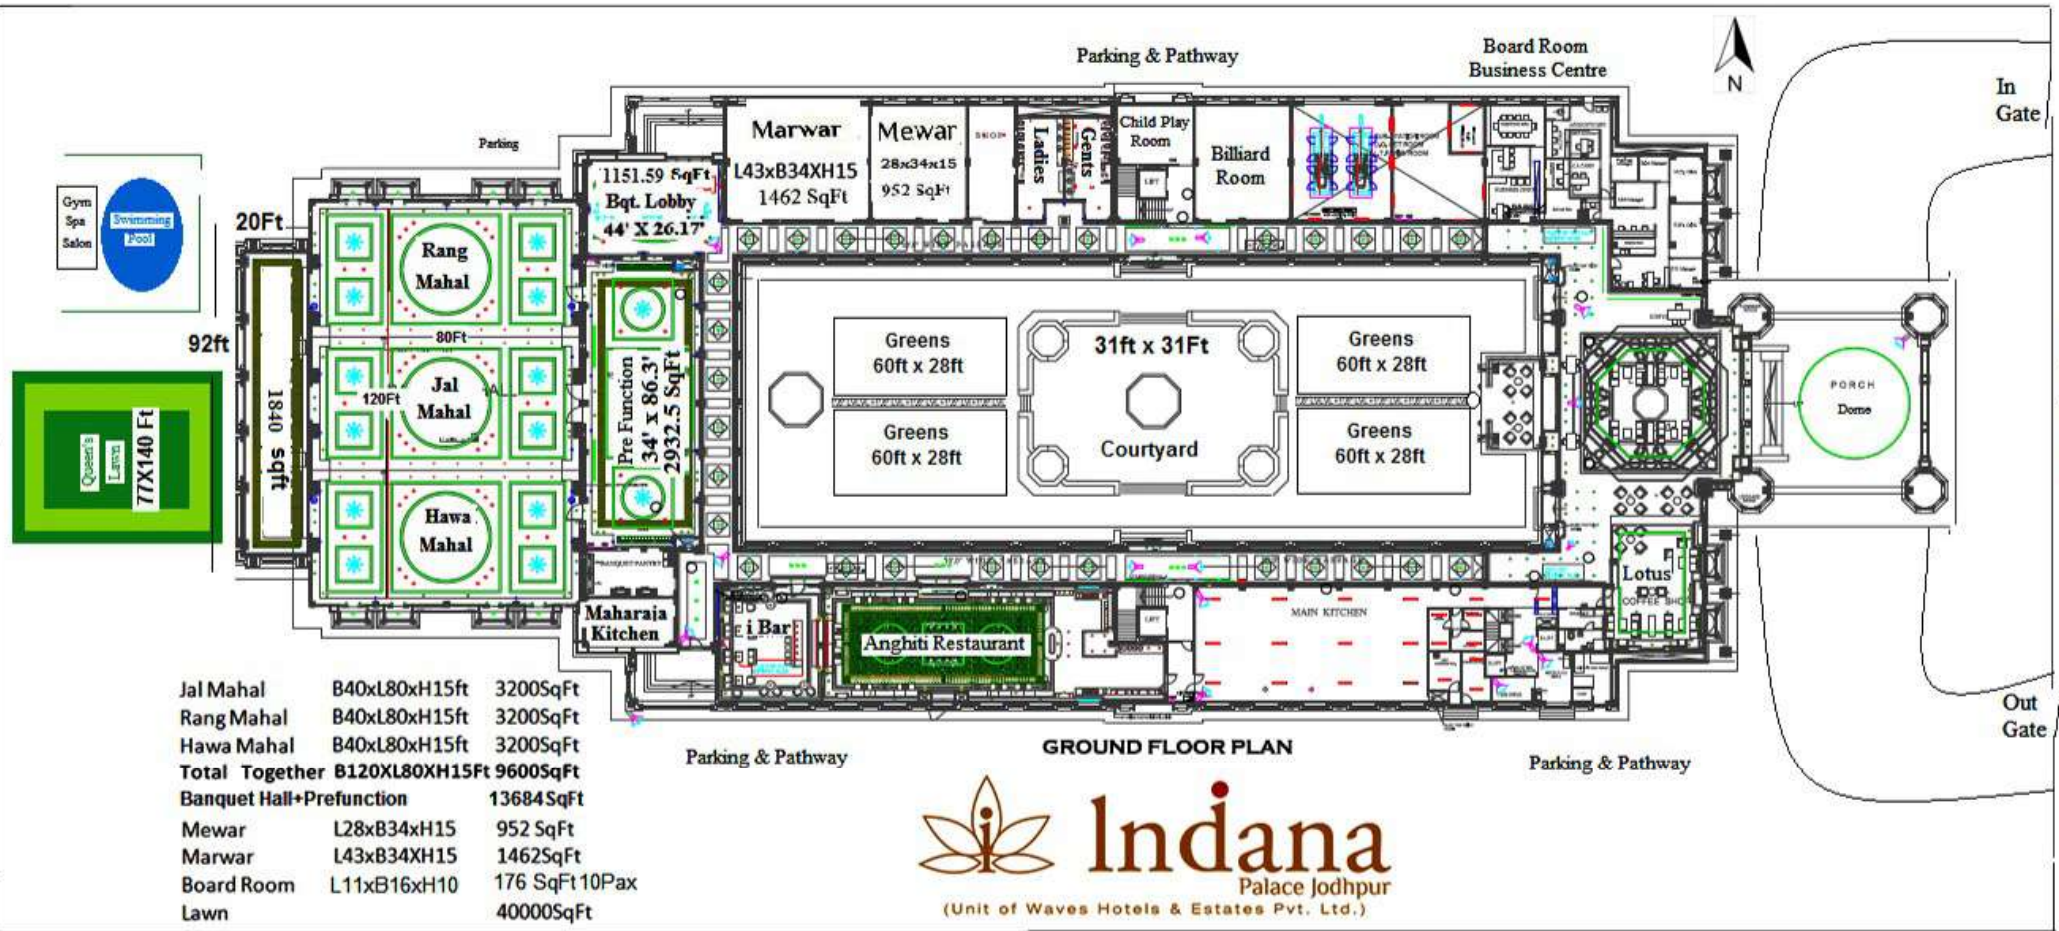 Parking & Pathway
Board Room
Business Centre
N
In
Gate
Parking
Gym
Spa
Salon
Swimming
Pool
20Ft
92ft
1840 sqft
Queen's
Lawn
77X140 Ft
Rang
Mahal
80Ft
Jal
Mahal
120Ft
Hawa
Mahal
1151.59 SqFt
Bqt. Lobby
44' X 26.17'
Pre Function
34' x 86.3'
2932.5 SqFt
BANQUET PANTRY
Maharaja
Kitchen
Marwar
L43xB34XH15
1462 SqFt
Mewar
28x34x15
952 SqFt
SHOP
Ladies
Gents
Child Play
Room
LIFT
Billiard
Room
Greens
60ft x 28ft
Greens
60ft x 28ft
31ft x 31Ft
Courtyard
Greens
60ft x 28ft
Greens
60ft x 28ft
PORCH
Dome
i Bar
Anghiti Restaurant
LIFT
MAIN KITCHEN
Lotus
COFFEE SHOP
Out
Gate
Parking & Pathway
GROUND FLOOR PLAN
Parking & Pathway
Jal Mahal B40xL80xH15ft 3200SqFt
Rang Mahal B40xL80xH15ft 3200SqFt
Hawa Mahal B40xL80xH15ft 3200SqFt
Total Together B120XL80XH15Ft 9600SqFt
Banquet Hall+Prefunction 13684SqFt
Mewar L28xB34xH15 952 SqFt
Marwar L43xB34XH15 1462SqFt
Board Room L11xB16xH10 176 SqFt 10Pax
Lawn 40000SqFt
Indana
Palace Jodhpur
(Unit of Waves Hotels & Estates Pvt. Ltd.)